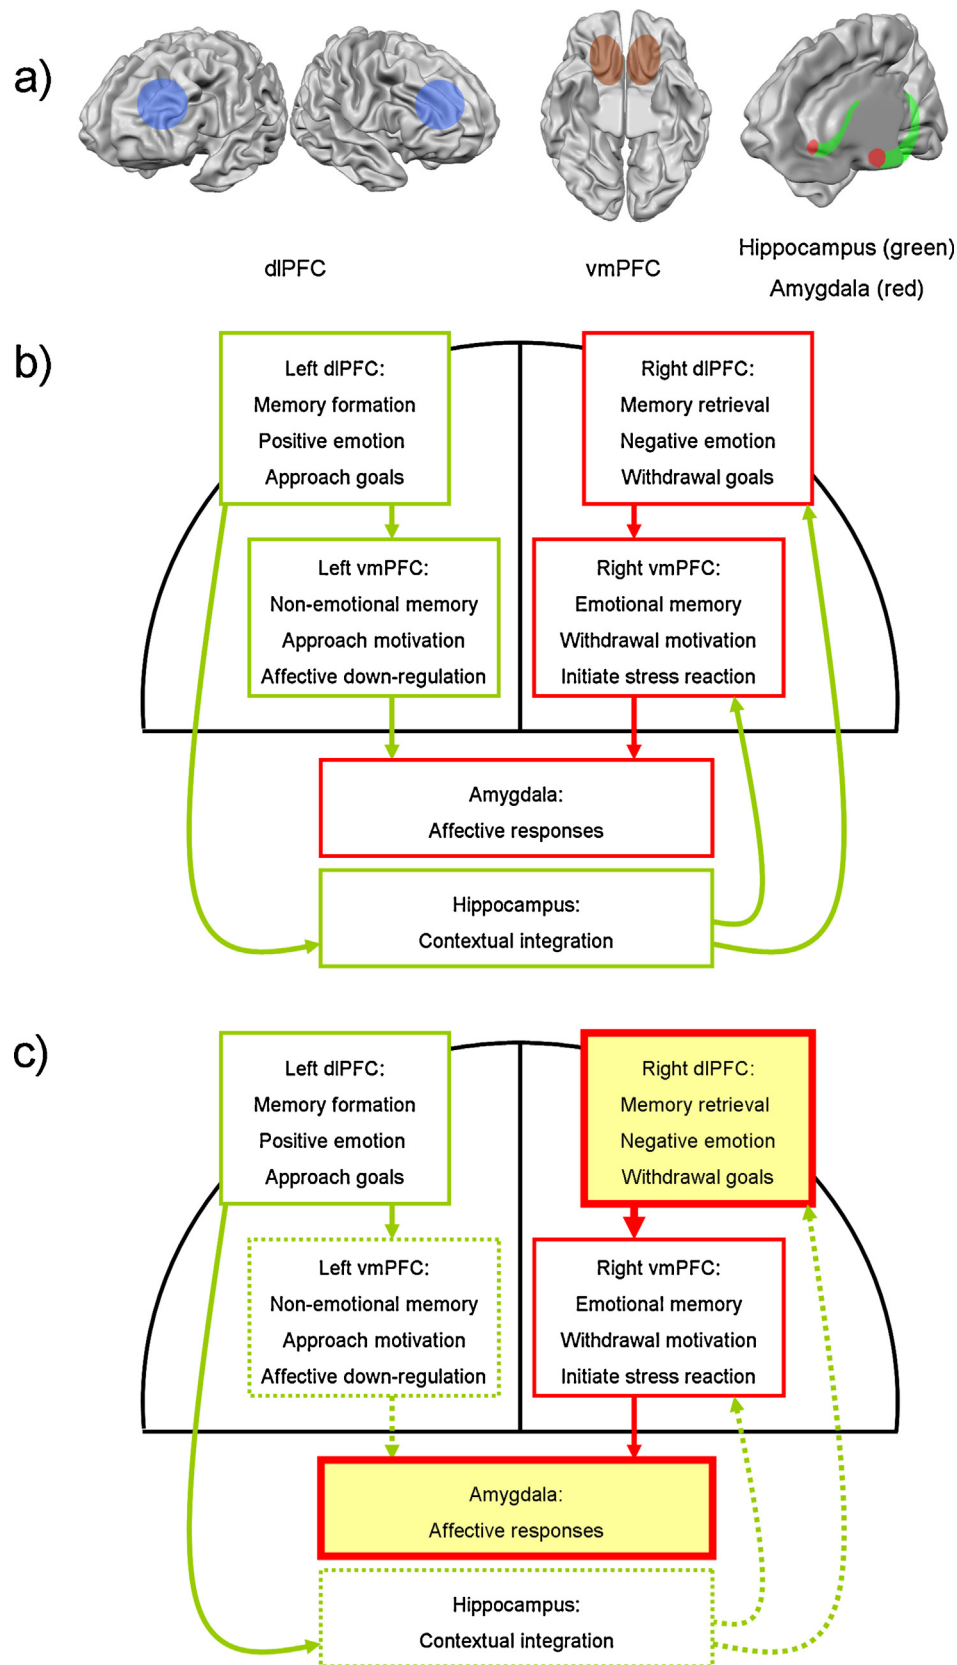 a)
dlPFC
vmPFC
Hippocampus (green)
Amygdala (red)
b)
Left dlPFC:
Memory formation
Positive emotion
Approach goals
Right dlPFC:
Memory retrieval
Negative emotion
Withdrawal goals
Left vmPFC:
Non-emotional memory
Approach motivation
Affective down-regulation
Right vmPFC:
Emotional memory
Withdrawal motivation
Initiate stress reaction
Amygdala:
Affective responses
Hippocampus:
Contextual integration
c)
Left dlPFC:
Memory formation
Positive emotion
Approach goals
Right dlPFC:
Memory retrieval
Negative emotion
Withdrawal goals
Left vmPFC:
Non-emotional memory
Approach motivation
Affective down-regulation
Right vmPFC:
Emotional memory
Withdrawal motivation
Initiate stress reaction
Amygdala:
Affective responses
Hippocampus:
Contextual integration